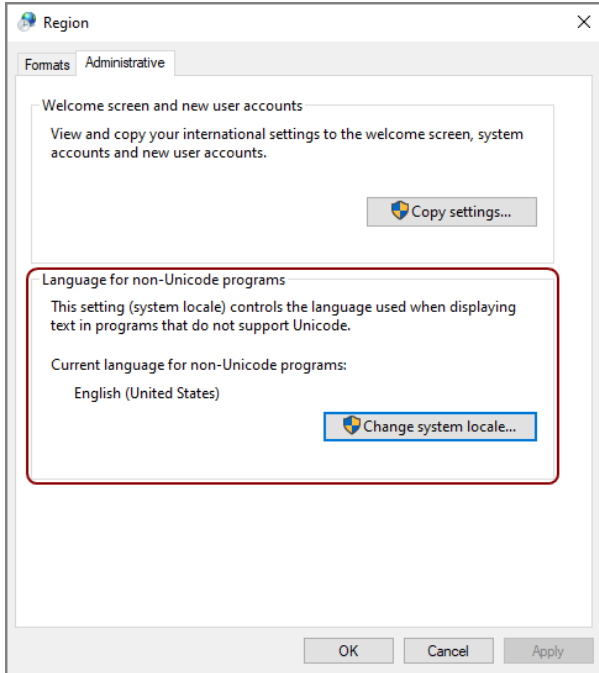 Region
Formats
Administrative
Welcome screen and new user accounts
View and copy your international settings to the welcome screen, system
accounts and new user accounts.
Copy settings...
Language for non-Unicode programs
This setting (system locale) controls the language used when displaying
text in programs that do not support Unicode.
Current language for non-Unicode programs:
English (United States)
Change system locale...
OK
Cancel
Apply